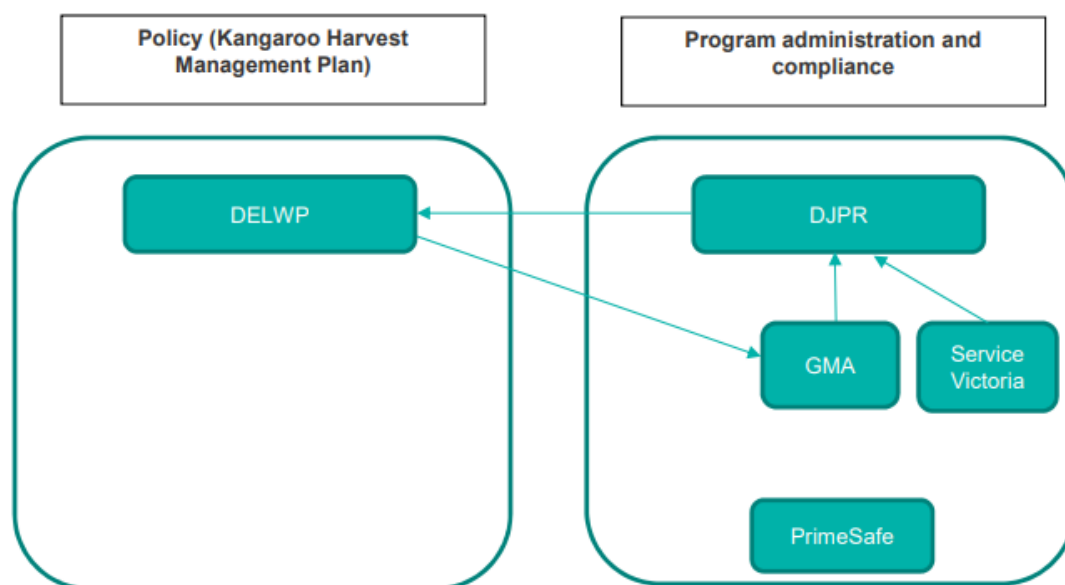 Policy (Kangaroo Harvest
Management Plan)
Program administration and
compliance
DELWP
DJPR
GMA
Service
Victoria
PrimeSafe